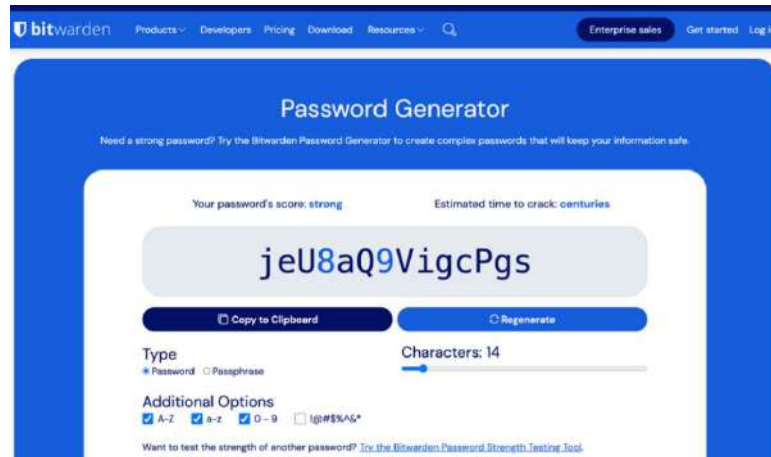 bitwarden Products Developers Pricing Download Resources Enterprise sales Get started Log i
Password Generator
Need a strong password? Try the Bitwarden Password Generator to create complex passwords that will keep your information safe.
Your password's score: strong Estimated time to crack: centuries
jeU8aQ9VigcPgs
Copy to Clipboard Regenerate
Type Characters: 14
Password Passphrase
Additional Options
A-Z a-z 0 - 9 !@#$%^&*
Want to test the strength of another password? Try the Bitwarden Password Strength Testing Tool.